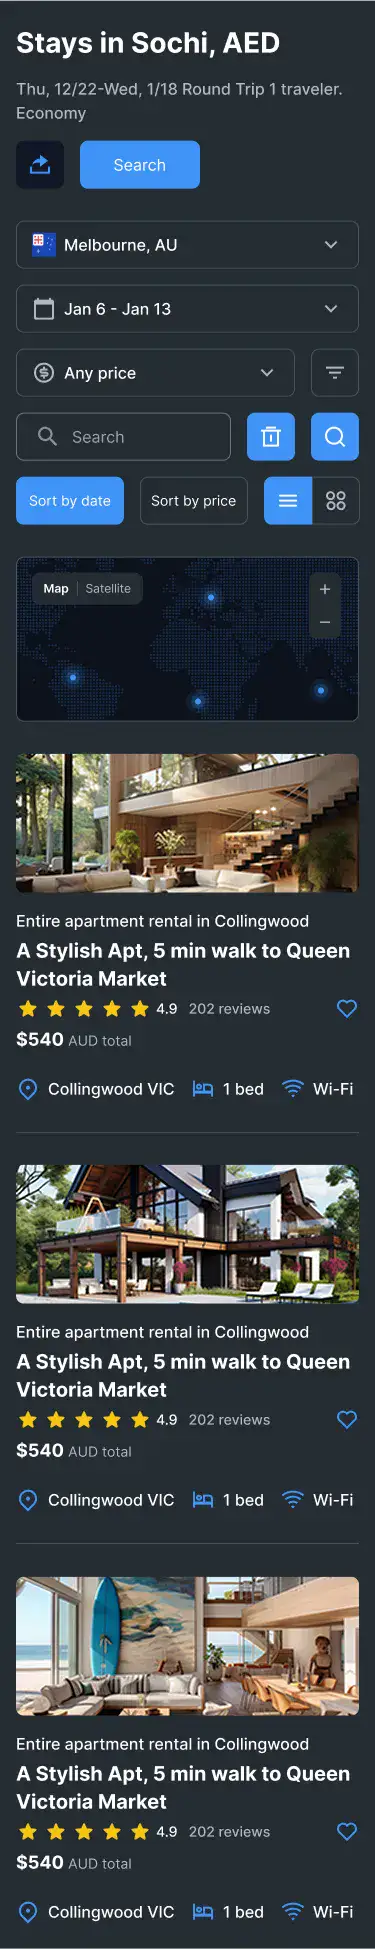 Stays in Sochi, AED
Thu, 12/22-Wed, 1/18 Round Trip 1 traveler.
Economy
Search
Melbourne, AU
Jan 6 - Jan 13
Any price
Search
Sort by date
Sort by price
Map
Satellite
Entire apartment rental in Collingwood
A Stylish Apt, 5 min walk to Queen
Victoria Market
4.9 202 reviews
$540 AUD total
Collingwood VIC 1 bed Wi-Fi
Entire apartment rental in Collingwood
A Stylish Apt, 5 min walk to Queen
Victoria Market
4.9 202 reviews
$540 AUD total
Collingwood VIC 1 bed Wi-Fi
Entire apartment rental in Collingwood
A Stylish Apt, 5 min walk to Queen
Victoria Market
4.9 202 reviews
$540 AUD total
Collingwood VIC 1 bed Wi-Fi